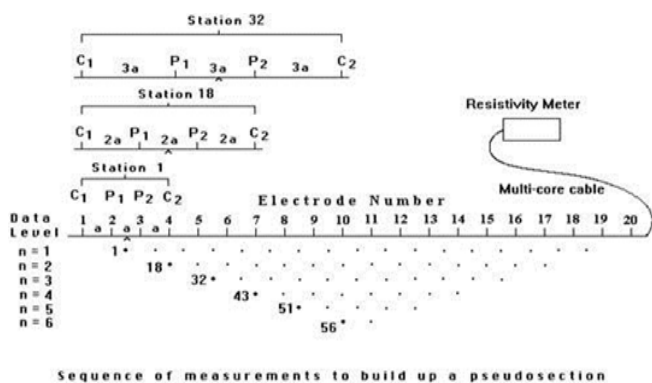 Station 32
C1 3a P1 3a P2 3a C2
Station 18
C1 2a P1 2a P2 2a C2
Resistivity Meter
Station 1
C1 P1 P2 C2
Electrode Number
Multi-core cable
Data Level
1 2 3 4 5 6 7 8 9 10 11 12 13 14 15 16 17 18 19 20
a a a
n = 1 1
n = 2 18
n = 3 32
n = 4 43
n = 5 51
n = 6 56
Sequence of measurements to build up a pseudosection